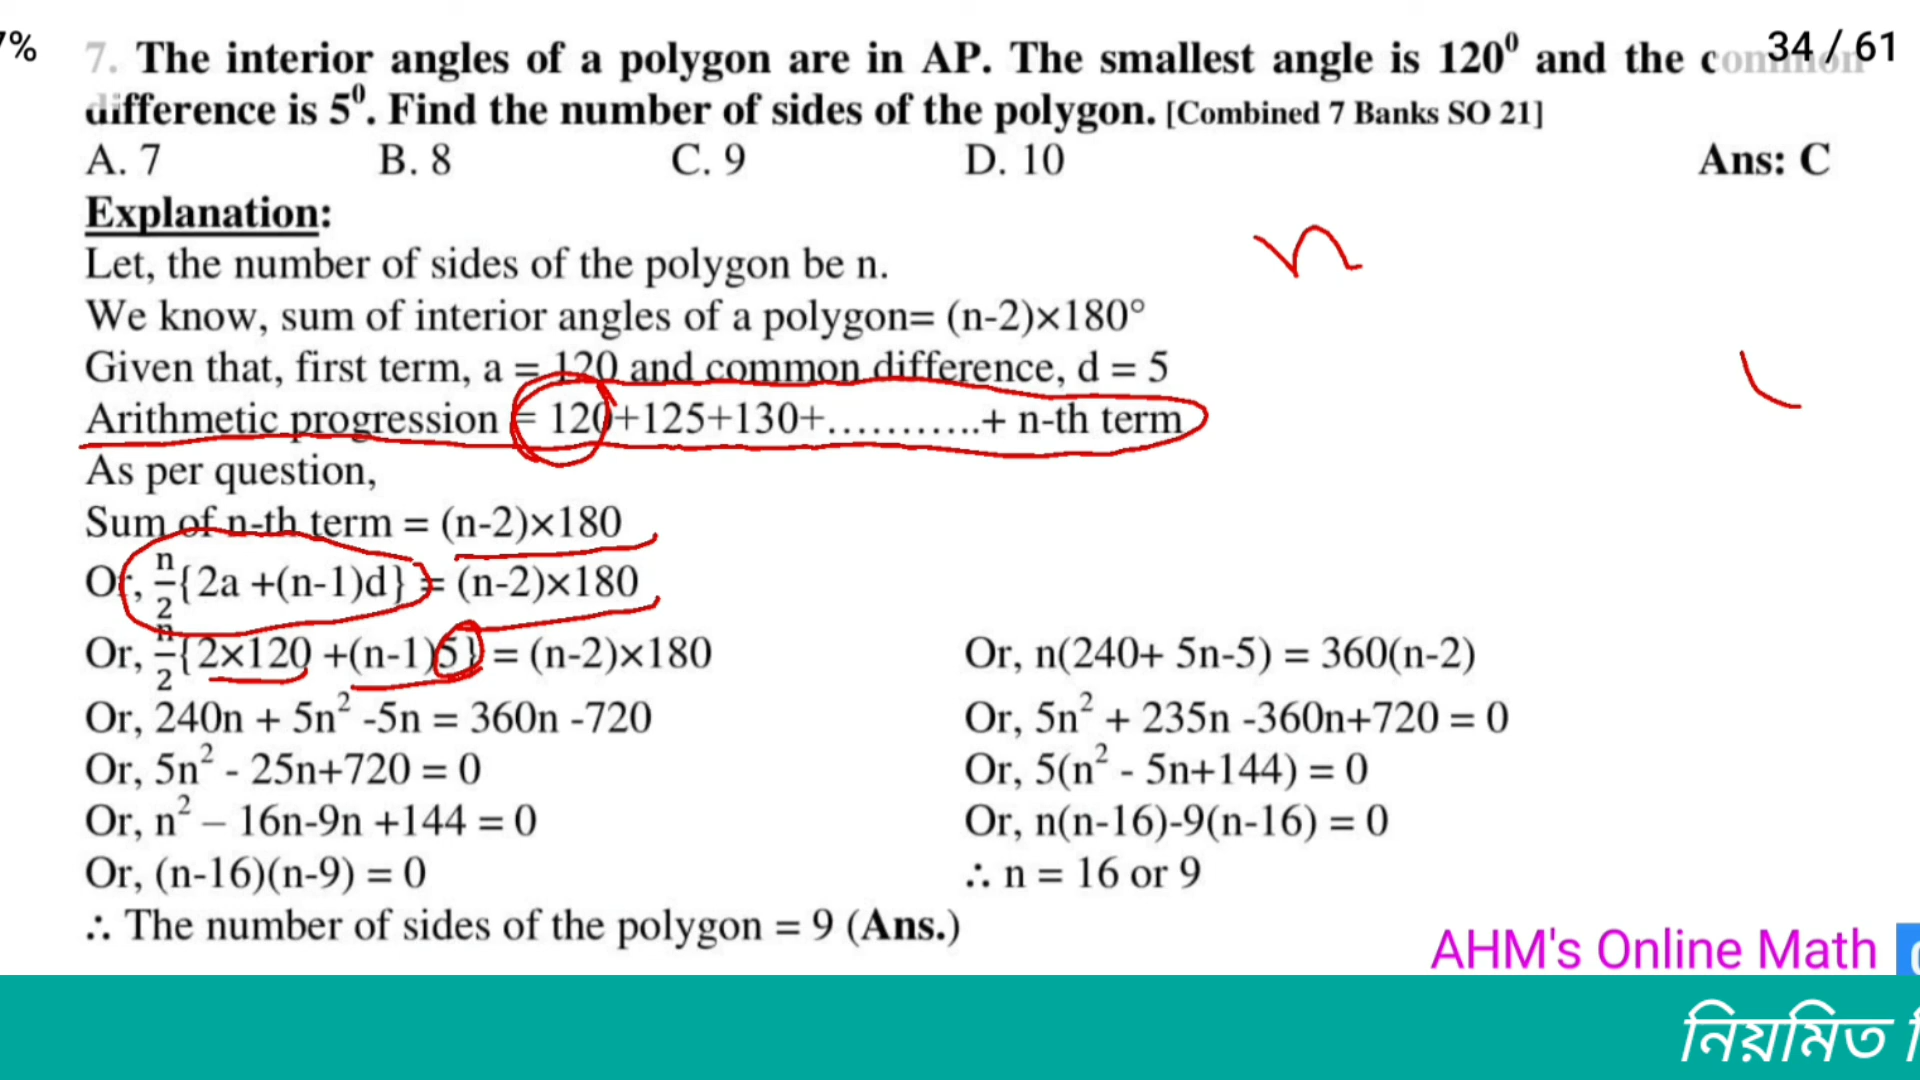 7%
34 / 61
7. The interior angles of a polygon are in AP. The smallest angle is 120⁰ and the common
difference is 5⁰. Find the number of sides of the polygon. [Combined 7 Banks SO 21]
A. 7 B. 8 C. 9 D. 10 Ans: C
Explanation:
Let, the number of sides of the polygon be n.
n
We know, sum of interior angles of a polygon= (n-2)×180°
Given that, first term, a = 120 and common difference, d = 5
Arithmetic progression = 120+125+130+...........+ n-th term
As per question,
Sum of n-th term = (n-2)×180
Or, n/2{2a +(n-1)d} = (n-2)×180
Or, n/2{2×120 +(n-1)5} = (n-2)×180 Or, n(240+ 5n-5) = 360(n-2)
Or, 240n + 5n² -5n = 360n -720 Or, 5n² + 235n -360n+720 = 0
Or, 5n² - 25n+720 = 0 Or, 5(n² - 5n+144) = 0
Or, n² – 16n-9n +144 = 0 Or, n(n-16)-9(n-16) = 0
Or, (n-16)(n-9) = 0 ∴ n = 16 or 9
∴ The number of sides of the polygon = 9 (Ans.)
AHM's Online Math
নিয়মিত